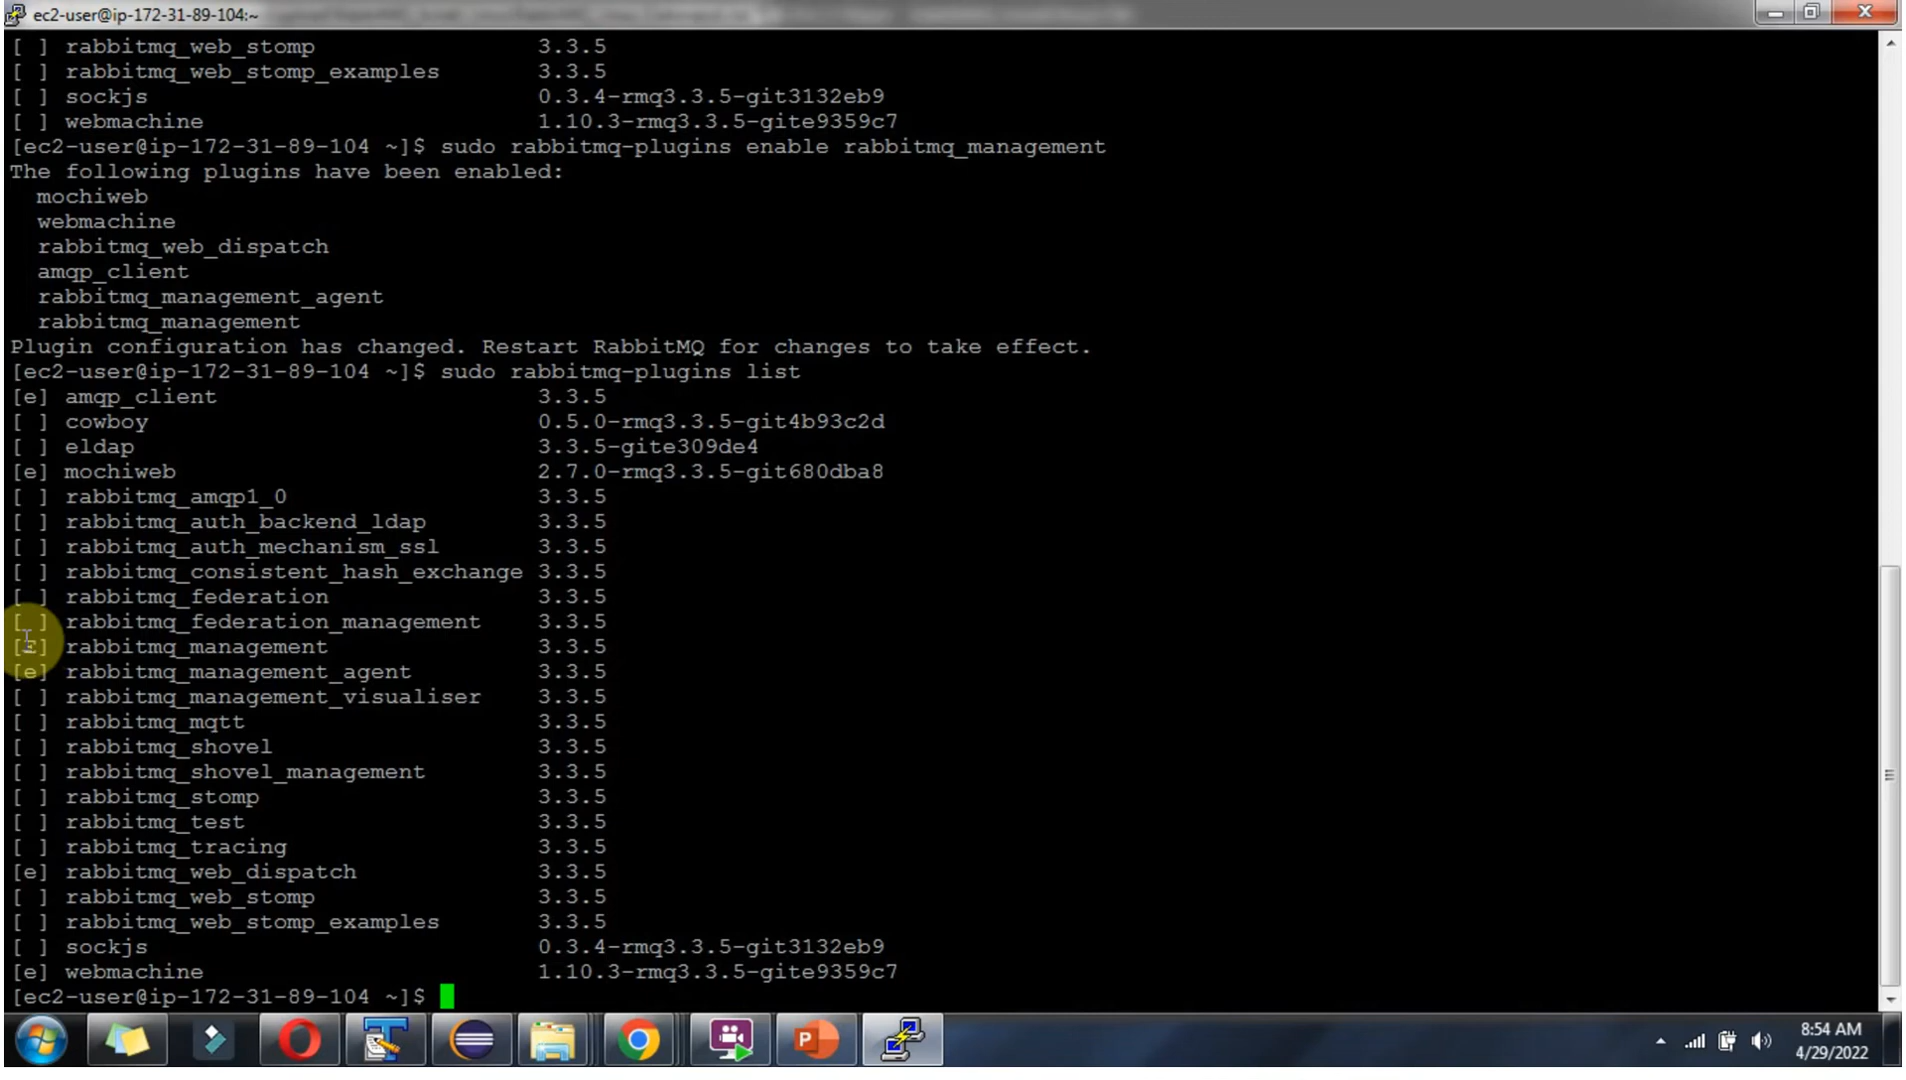 ec2-user@ip-172-31-89-104:~
[ ] rabbitmq_web_stomp 3.3.5
[ ] rabbitmq_web_stomp_examples 3.3.5
[ ] sockjs 0.3.4-rmq3.3.5-git3132eb9
[ ] webmachine 1.10.3-rmq3.3.5-gite9359c7
[ec2-user@ip-172-31-89-104 ~]$ sudo rabbitmq-plugins enable rabbitmq_management
The following plugins have been enabled:
mochiweb
webmachine
rabbitmq_web_dispatch
amqp_client
rabbitmq_management_agent
rabbitmq_management
Plugin configuration has changed. Restart RabbitMQ for changes to take effect.
[ec2-user@ip-172-31-89-104 ~]$ sudo rabbitmq-plugins list
[e] amqp_client 3.3.5
[ ] cowboy 0.5.0-rmq3.3.5-git4b93c2d
[ ] eldap 3.3.5-gite309de4
[e] mochiweb 2.7.0-rmq3.3.5-git680dba8
[ ] rabbitmq_amqp1_0 3.3.5
[ ] rabbitmq_auth_backend_ldap 3.3.5
[ ] rabbitmq_auth_mechanism_ssl 3.3.5
[ ] rabbitmq_consistent_hash_exchange 3.3.5
[ ] rabbitmq_federation 3.3.5
[ ] rabbitmq_federation_management 3.3.5
[E] rabbitmq_management 3.3.5
[e] rabbitmq_management_agent 3.3.5
[ ] rabbitmq_management_visualiser 3.3.5
[ ] rabbitmq_mqtt 3.3.5
[ ] rabbitmq_shovel 3.3.5
[ ] rabbitmq_shovel_management 3.3.5
[ ] rabbitmq_stomp 3.3.5
[ ] rabbitmq_test 3.3.5
[ ] rabbitmq_tracing 3.3.5
[e] rabbitmq_web_dispatch 3.3.5
[ ] rabbitmq_web_stomp 3.3.5
[ ] rabbitmq_web_stomp_examples 3.3.5
[ ] sockjs 0.3.4-rmq3.3.5-git3132eb9
[e] webmachine 1.10.3-rmq3.3.5-gite9359c7
[ec2-user@ip-172-31-89-104 ~]$
8:54 AM
4/29/2022